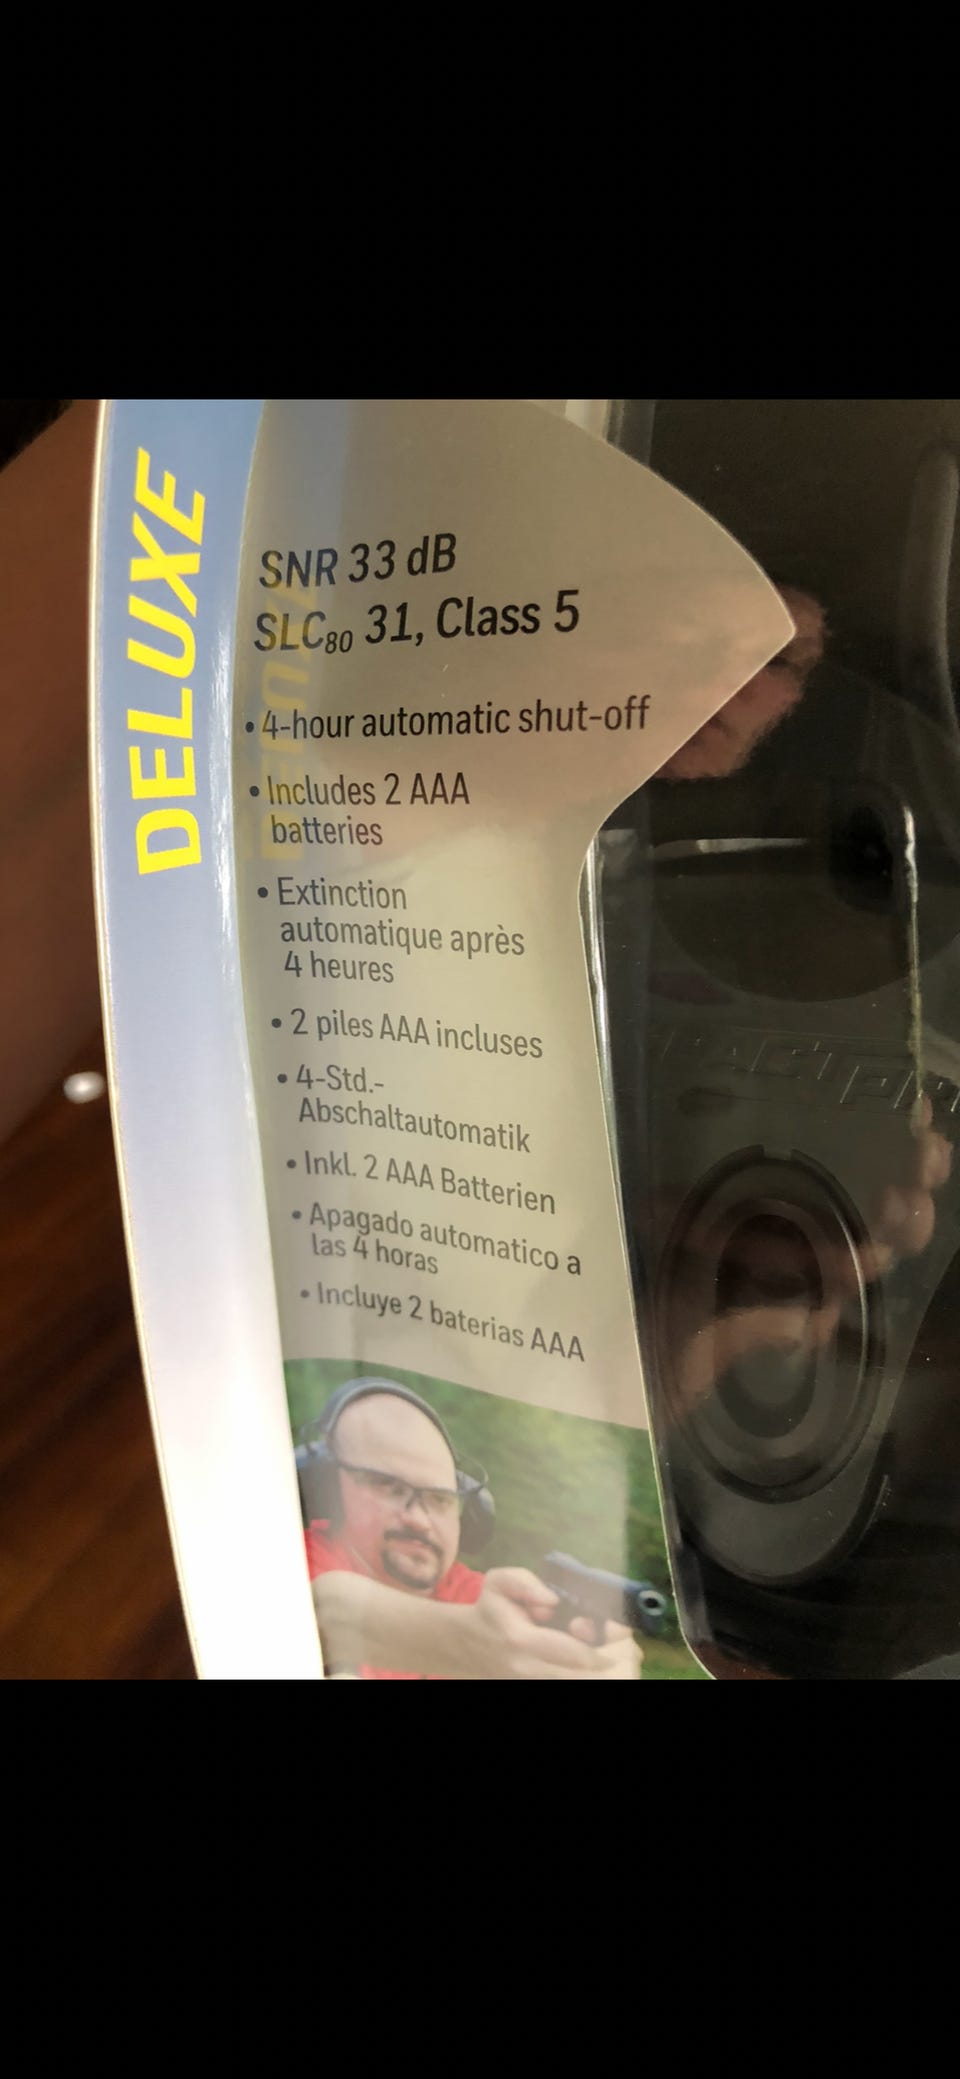 DELUXE
SNR 33 dB
SLC80 31, Class 5
• 4-hour automatic shut-off
• Includes 2 AAA
batteries
• Extinction
automatique après
4 heures
• 2 piles AAA incluses
• 4-Std.-
Abschaltautomatik
• Inkl. 2 AAA Batterien
• Apagado automatico a
las 4 horas
• Incluye 2 baterias AAA